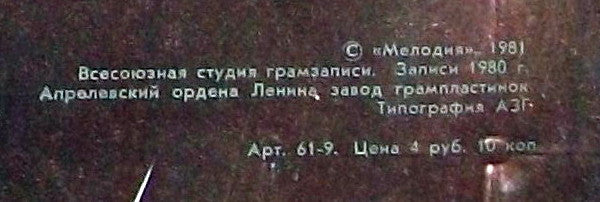 © «Мелодия», 1981
Всесоюзная студия грамзаписи. Записи 1980 г.
Апрелевский ордена Ленина завод грампластинок
Типография АЗГ
Арт. 61-9. Цена 4 руб. 10 коп